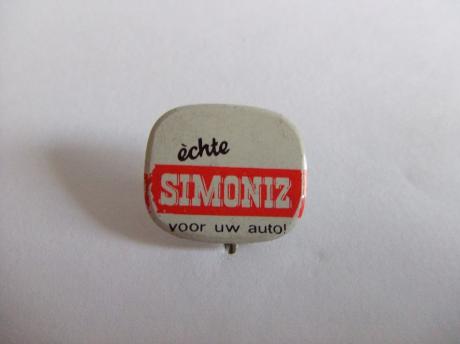 èchte
SIMONIZ
voor uw auto!